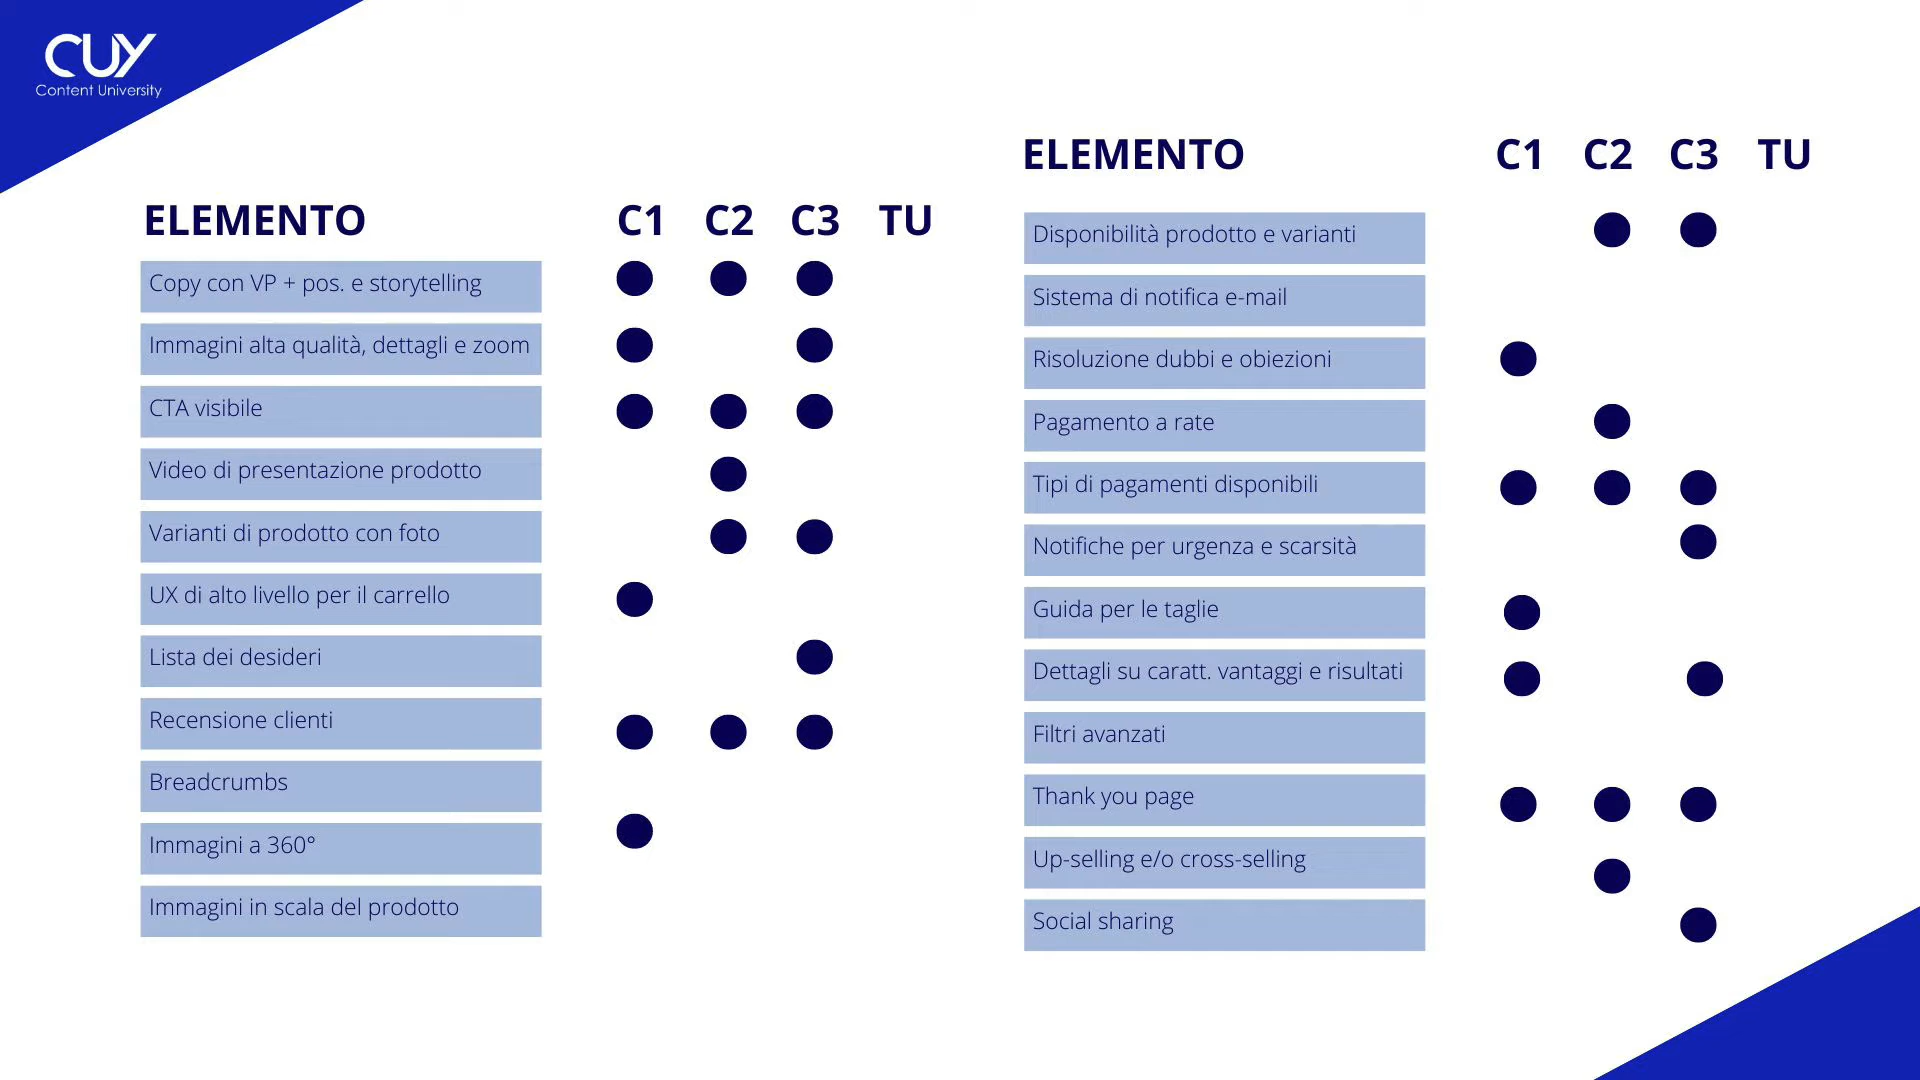 CUY
Content University
ELEMENTO C1 C2 C3 TU
Copy con VP + pos. e storytelling
Immagini alta qualità, dettagli e zoom
CTA visibile
Video di presentazione prodotto
Varianti di prodotto con foto
UX di alto livello per il carrello
Lista dei desideri
Recensione clienti
Breadcrumbs
Immagini a 360°
Immagini in scala del prodotto
ELEMENTO C1 C2 C3 TU
Disponibilità prodotto e varianti
Sistema di notifica e-mail
Risoluzione dubbi e obiezioni
Pagamento a rate
Tipi di pagamenti disponibili
Notifiche per urgenza e scarsità
Guida per le taglie
Dettagli su caratt. vantaggi e risultati
Filtri avanzati
Thank you page
Up-selling e/o cross-selling
Social sharing